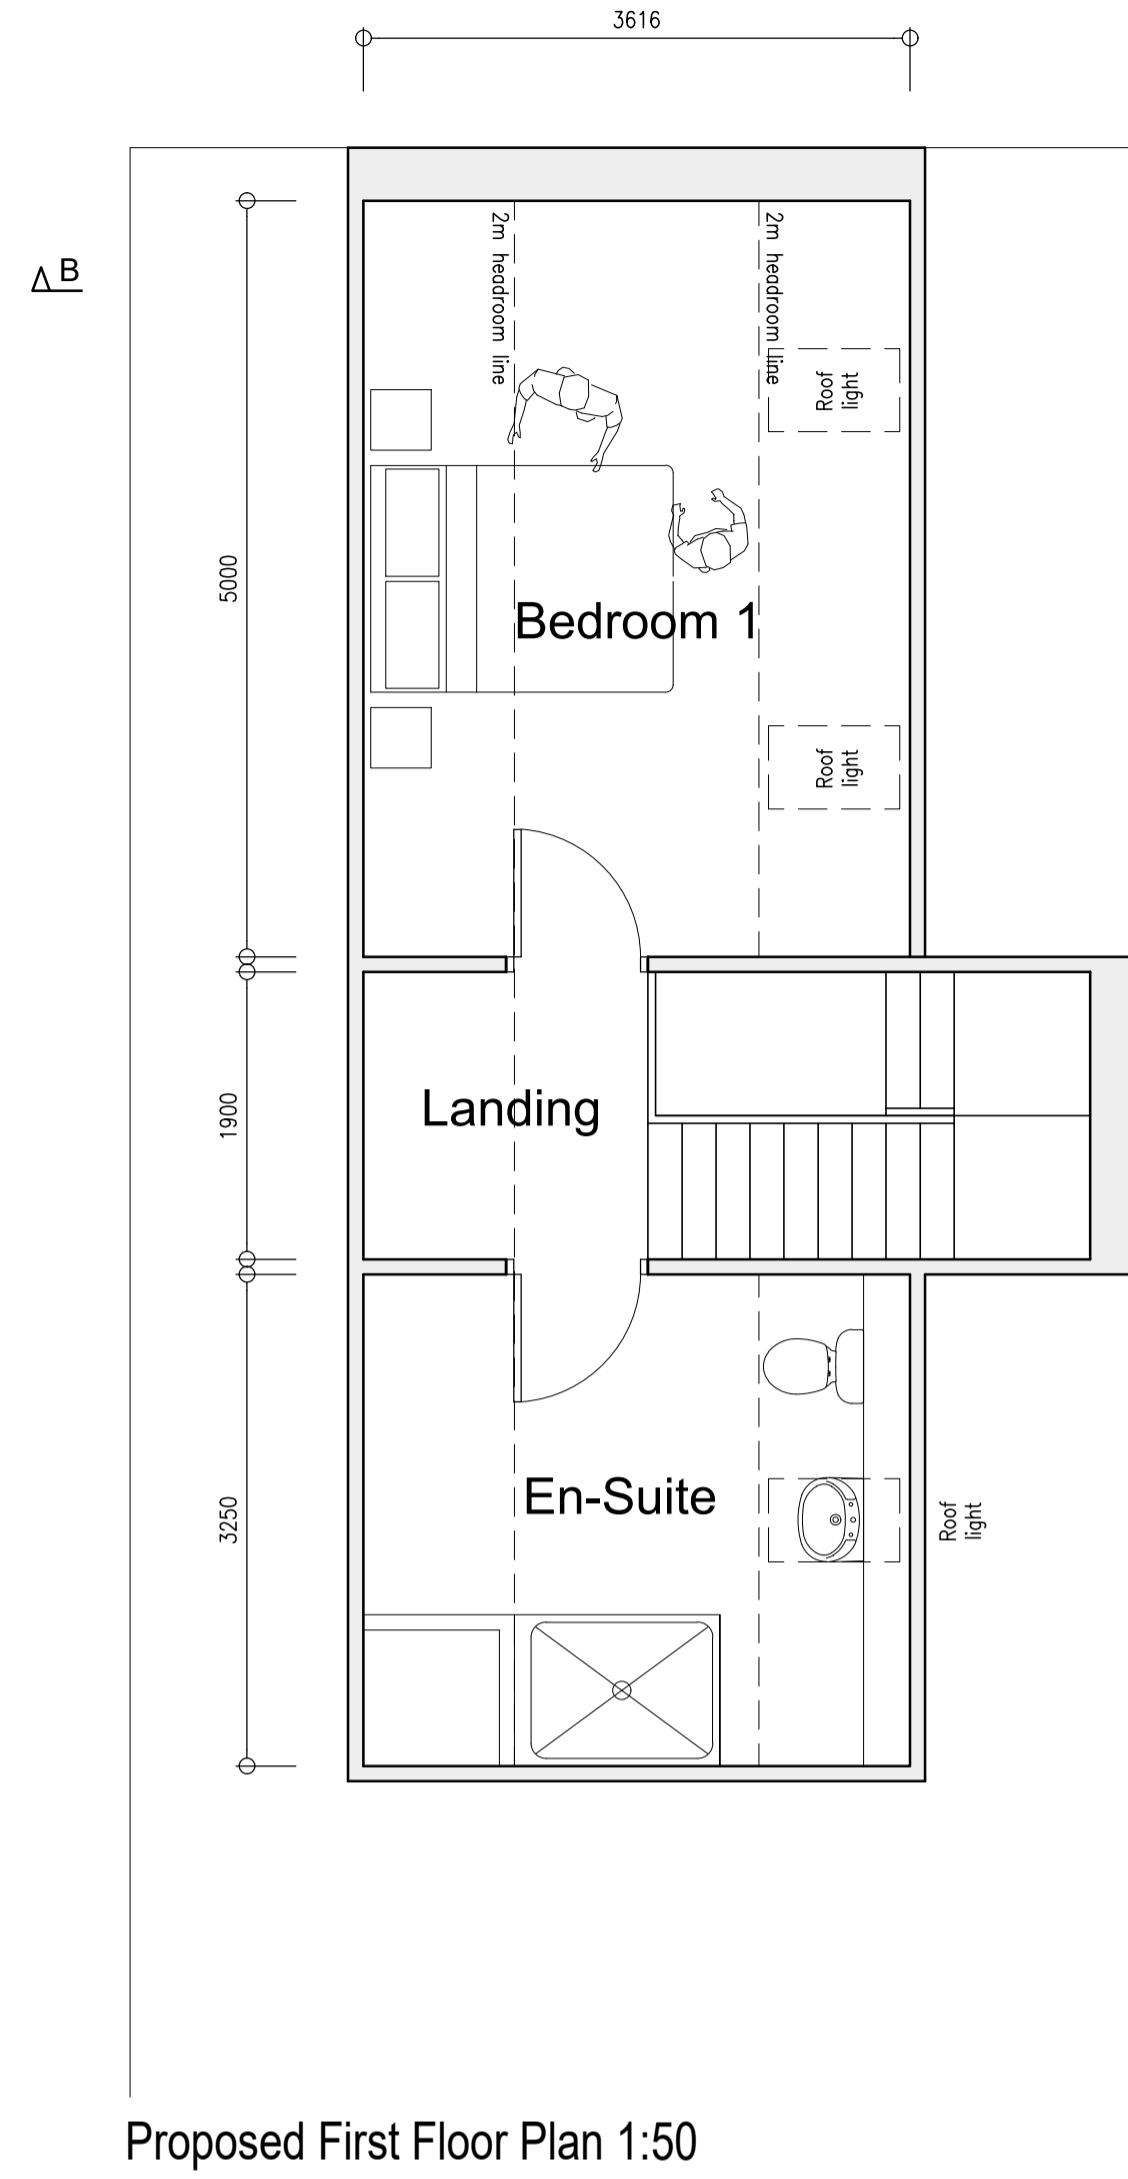 3616
B
2m headroom line
2m headroom line
Roof
light
5000
Bedroom 1
Roof
light
1900
Landing
3250
En-Suite
Roof
light
Proposed First Floor Plan 1:50